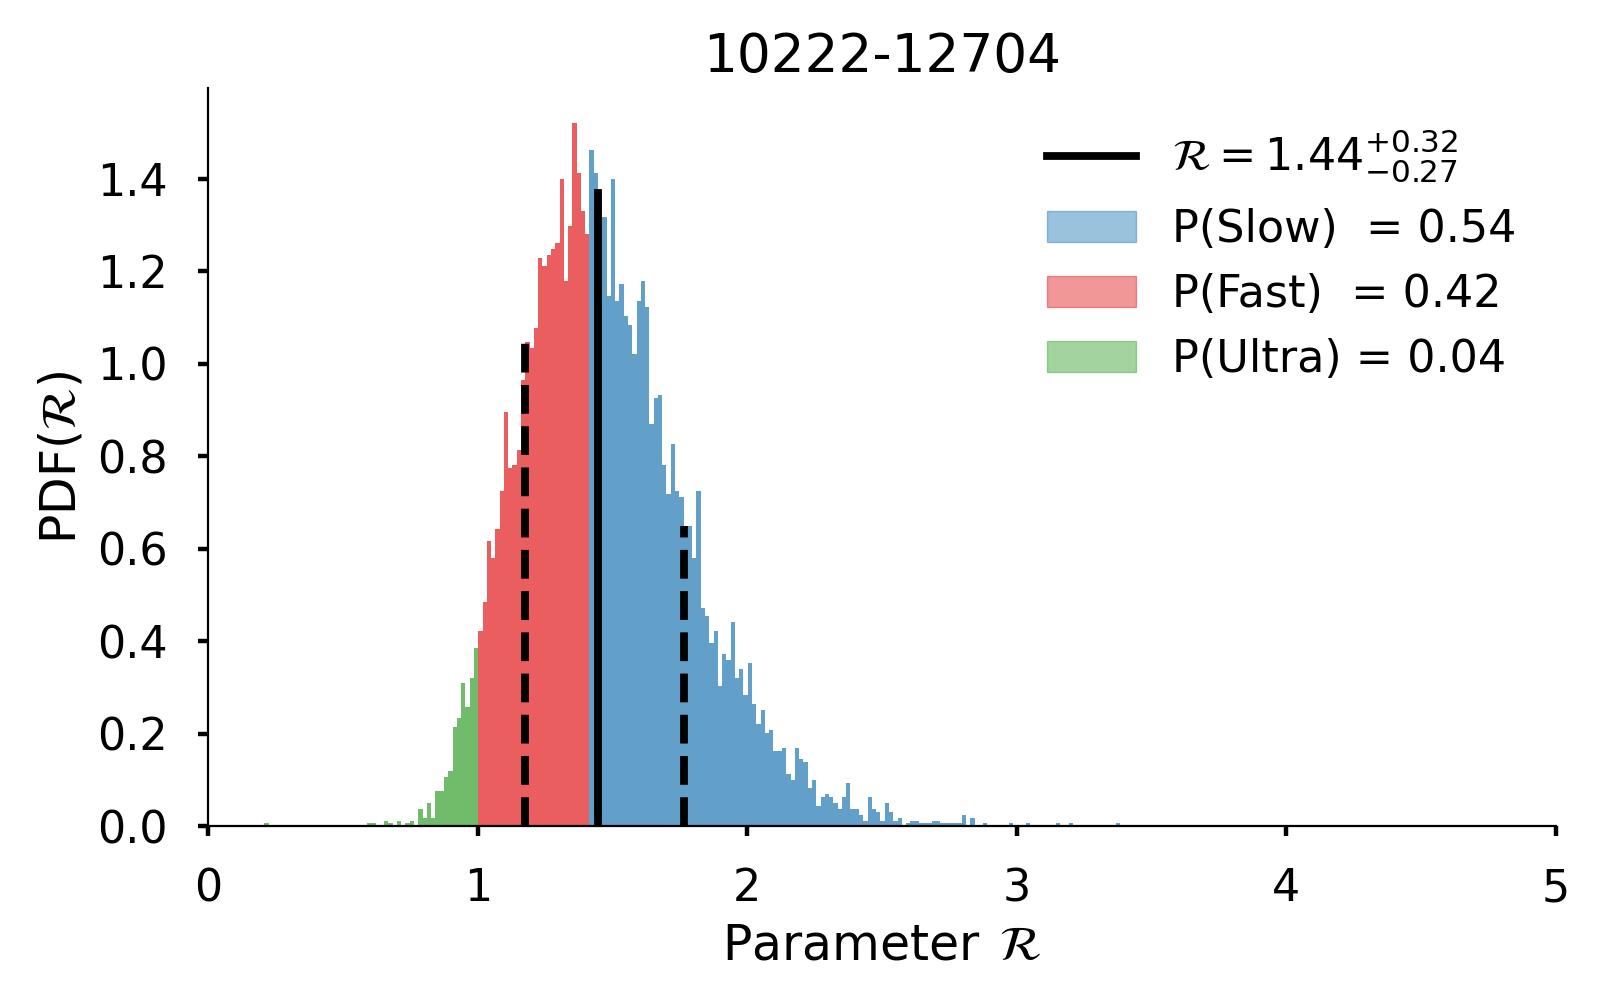 10222-12704
ℛ = 1.44 +0.32 −0.27
P(Slow) = 0.54
P(Fast) = 0.42
P(Ultra) = 0.04
PDF(ℛ)
1.4
1.2
1.0
0.8
0.6
0.4
0.2
0.0
0 1 2 3 4 5
Parameter ℛ